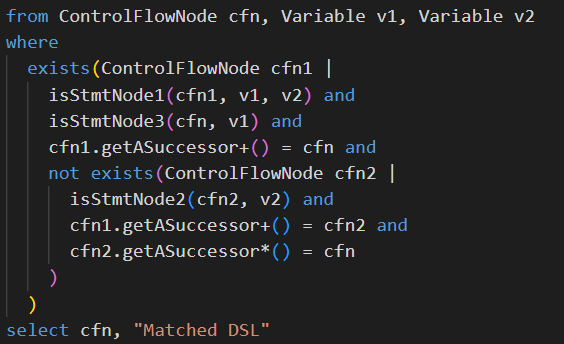 from ControlFlowNode cfn, Variable v1, Variable v2
where
  exists(ControlFlowNode cfn1 |
    isStmtNode1(cfn1, v1, v2) and
    isStmtNode3(cfn, v1) and
    cfn1.getASuccessor+() = cfn and
    not exists(ControlFlowNode cfn2 |
      isStmtNode2(cfn2, v2) and
      cfn1.getASuccessor+() = cfn2 and
      cfn2.getASuccessor*() = cfn
    )
  )
select cfn, "Matched DSL"